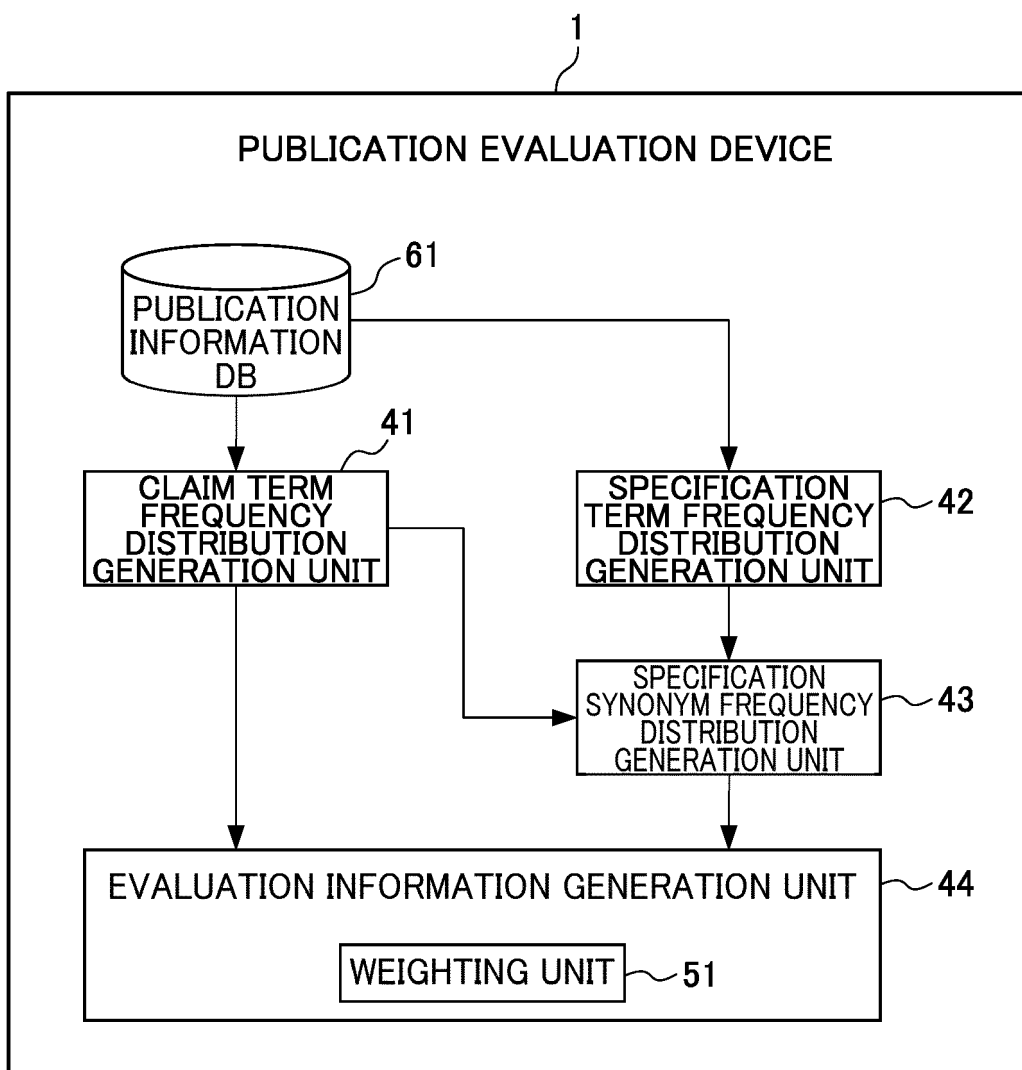 1
PUBLICATION EVALUATION DEVICE
61
PUBLICATION
INFORMATION
DB
41
CLAIM TERM
FREQUENCY
DISTRIBUTION
GENERATION UNIT
SPECIFICATION
TERM FREQUENCY
DISTRIBUTION
GENERATION UNIT
42
SPECIFICATION
SYNONYM FREQUENCY
DISTRIBUTION
GENERATION UNIT
43
EVALUATION INFORMATION GENERATION UNIT
44
WEIGHTING UNIT
51